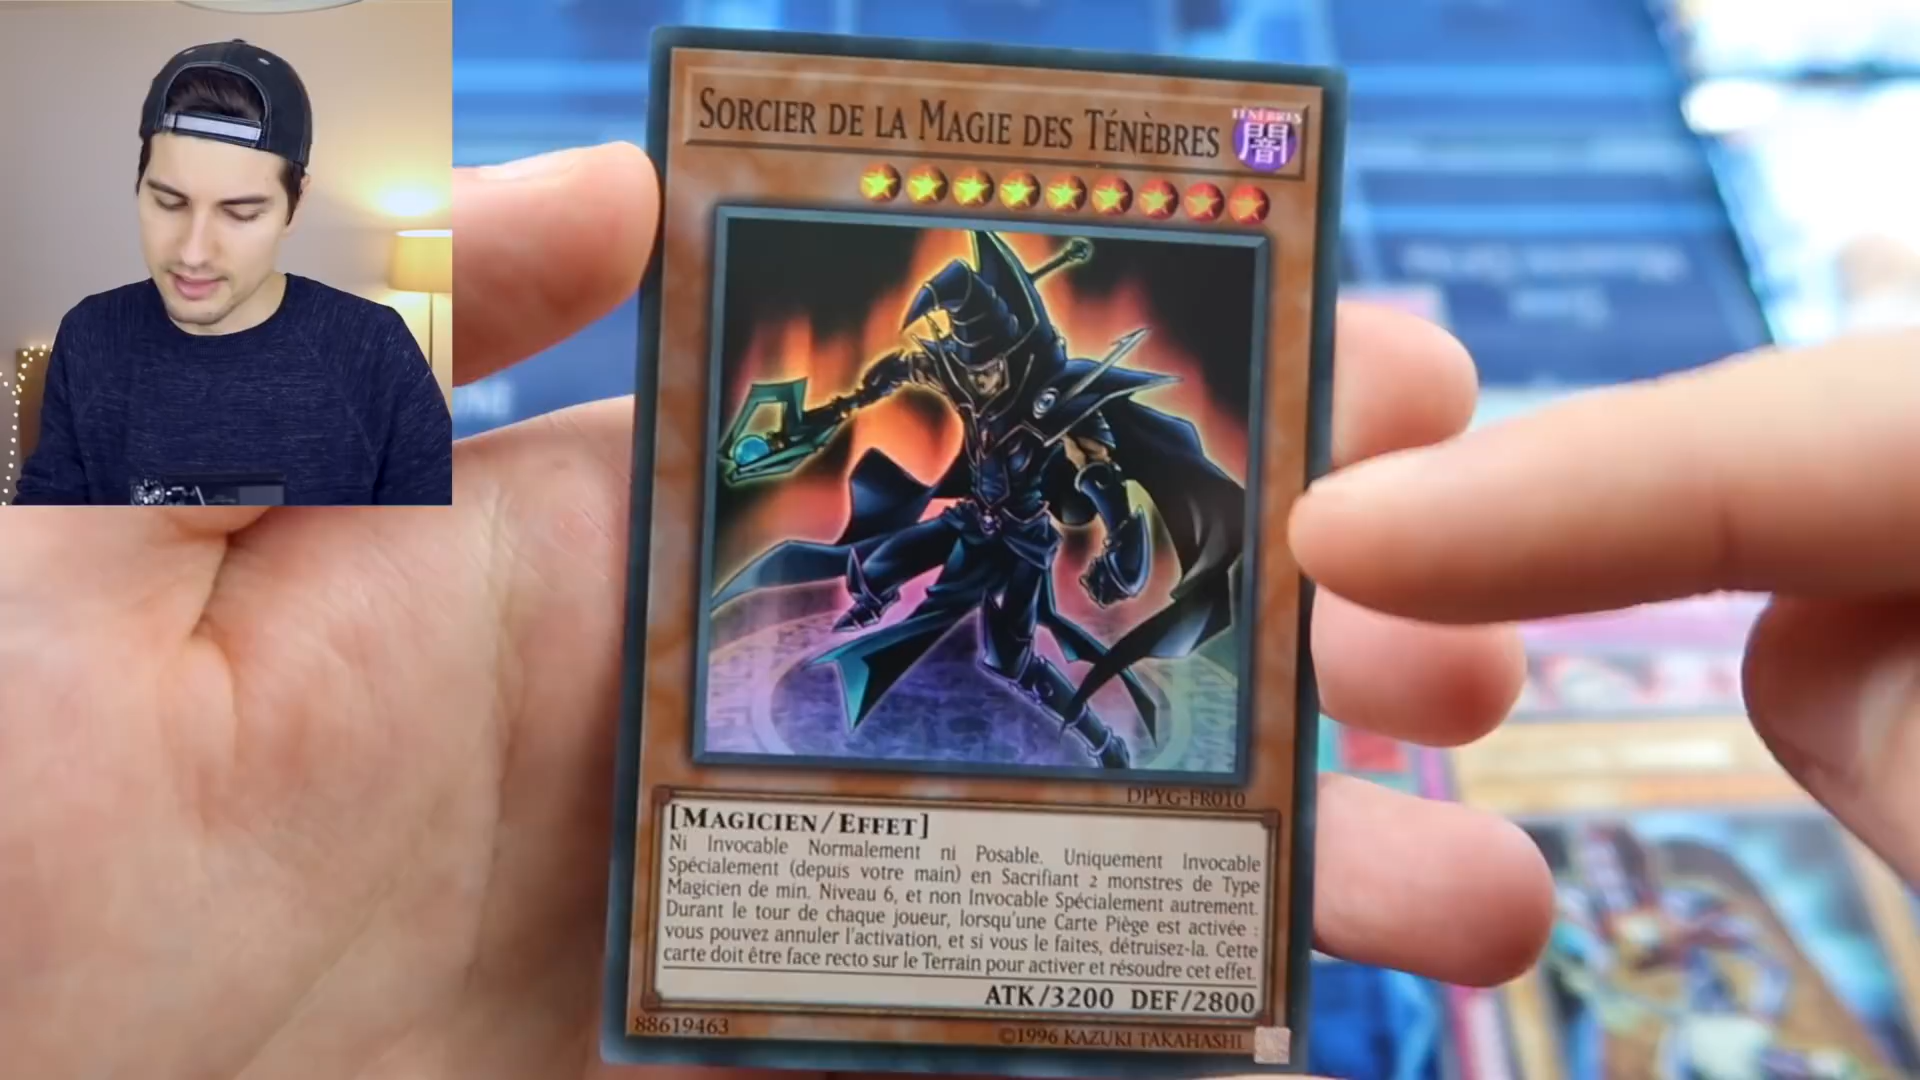 SORCIER DE LA MAGIE DES TÉNÈBRES
TÉNÈBRES
闇
DPYG-FR010
[MAGICIEN/EFFET]
Ni Invocable Normalement ni Posable. Uniquement Invocable
Spécialement (depuis votre main) en Sacrifiant 2 monstres de Type
Magicien de min. Niveau 6, et non Invocable Spécialement autrement.
Durant le tour de chaque joueur, lorsqu'une Carte Piège est activée :
vous pouvez annuler l'activation, et si vous le faites, détruisez-la. Cette
carte doit être face recto sur le Terrain pour activer et résoudre cet effet.
ATK/3200 DEF/2800
88619463
©1996 KAZUKI TAKAHASHI